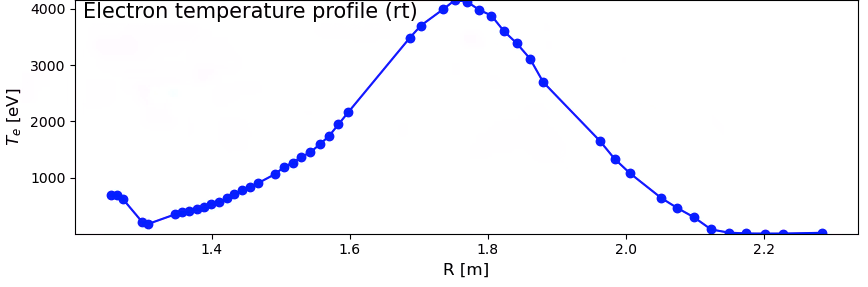 Electron temperature profile (rt)
4000
3000
2000
1000
T_e [eV]
1.4 1.6 1.8 2.0 2.2
R [m]